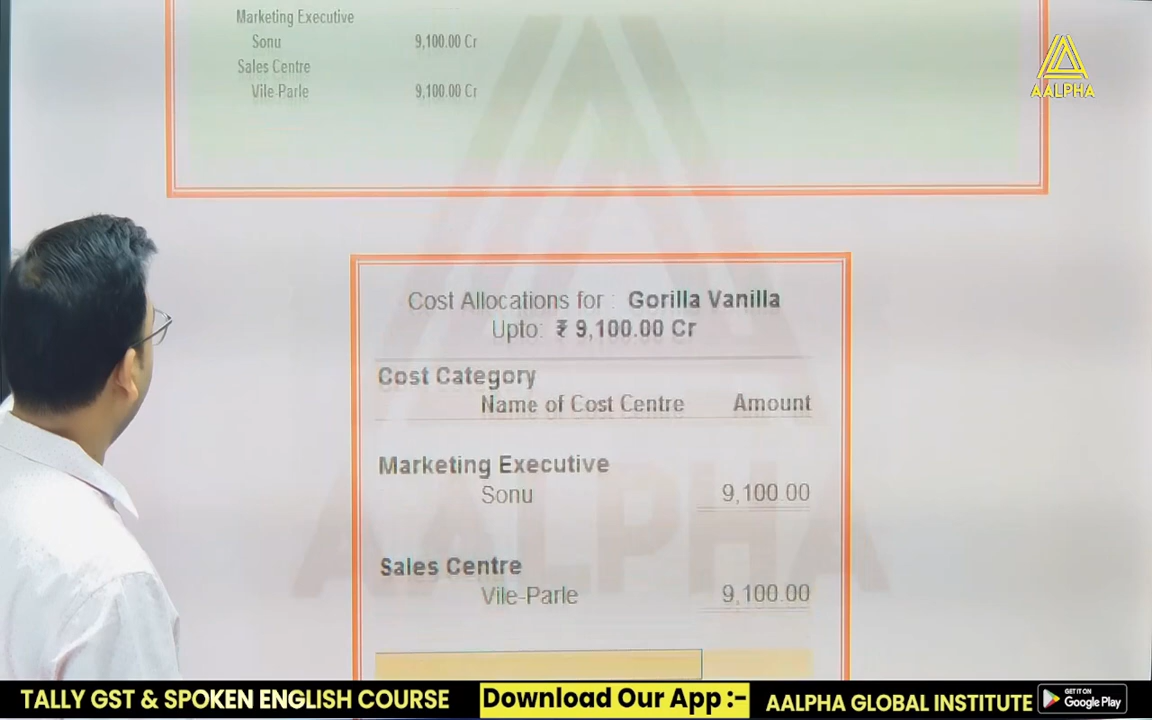 Marketing Executive
Sonu 9,100.00 Cr
Sales Centre
Vile-Parle 9,100.00 Cr
AALPHA
Cost Allocations for : Gorilla Vanilla
Upto: ₹ 9,100.00 Cr
Cost Category
Name of Cost Centre Amount
Marketing Executive
Sonu 9,100.00
Sales Centre
Vile-Parle 9,100.00
AALPHA
TALLY GST & SPOKEN ENGLISH COURSE Download Our App :- AALPHA GLOBAL INSTITUTE GET IT ON Google Play